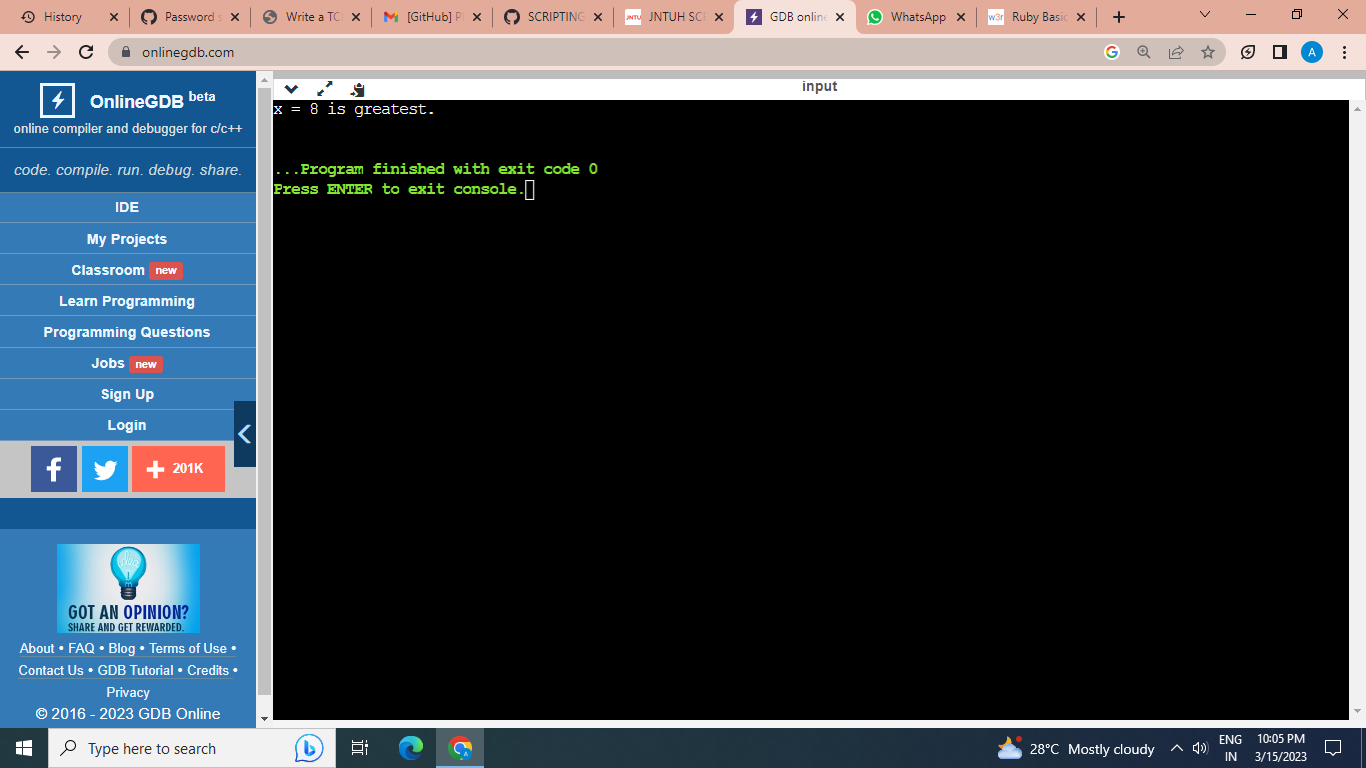 History
Password s
Write a TC
[GitHub] P
SCRIPTING
JNTU
JNTUH SC
GDB online
WhatsApp
w3r
Ruby Basic
onlinegdb.com
A
OnlineGDB beta
online compiler and debugger for c/c++
code. compile. run. debug. share.
IDE
My Projects
Classroom new
Learn Programming
Programming Questions
Jobs new
Sign Up
Login
201K
GOT AN OPINION?
SHARE AND GET REWARDED.
About • FAQ • Blog • Terms of Use •
Contact Us • GDB Tutorial • Credits •
Privacy
© 2016 - 2023 GDB Online
input
x = 8 is greatest.
...Program finished with exit code 0
Press ENTER to exit console.
Type here to search
28°C Mostly cloudy
ENG
IN
10:05 PM
3/15/2023